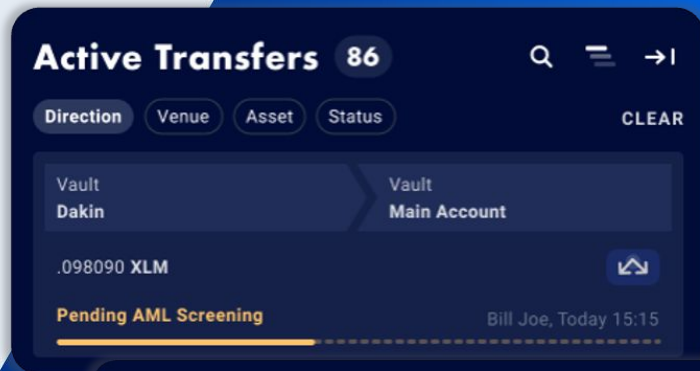 Active Transfers 86
Direction Venue Asset Status CLEAR
Vault Vault
Dakin Main Account
.098090 XLM
Pending AML Screening Bill Joe, Today 15:15